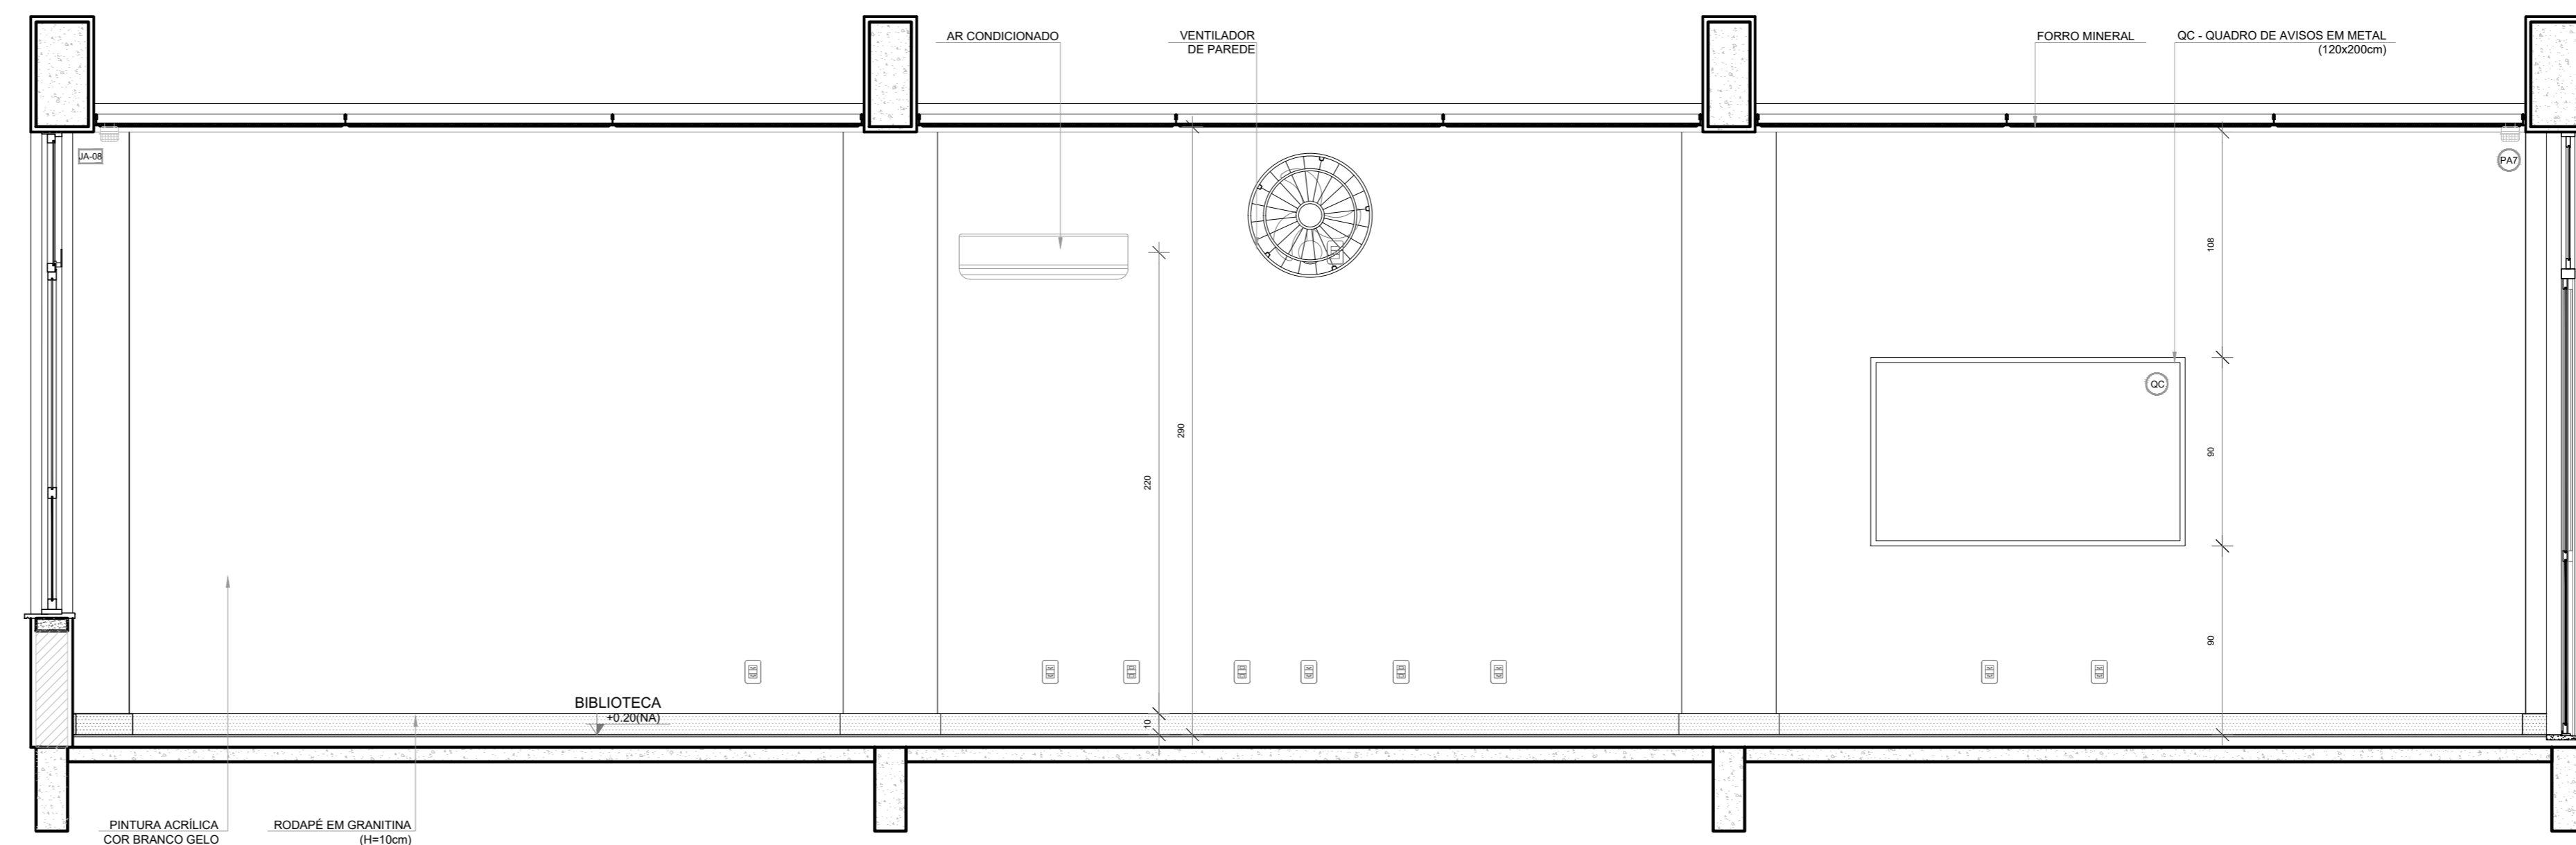 AR CONDICIONADO
VENTILADOR
DE PAREDE
FORRO MINERAL
QC - QUADRO DE AVISOS EM METAL
(120x200cm)
JA-08
PA7
108
QC
290
90
220
90
BIBLIOTECA
+0.20(NA)
10
PINTURA ACRÍLICA
COR BRANCO GELO
RODAPÉ EM GRANITINA
(H=10cm)